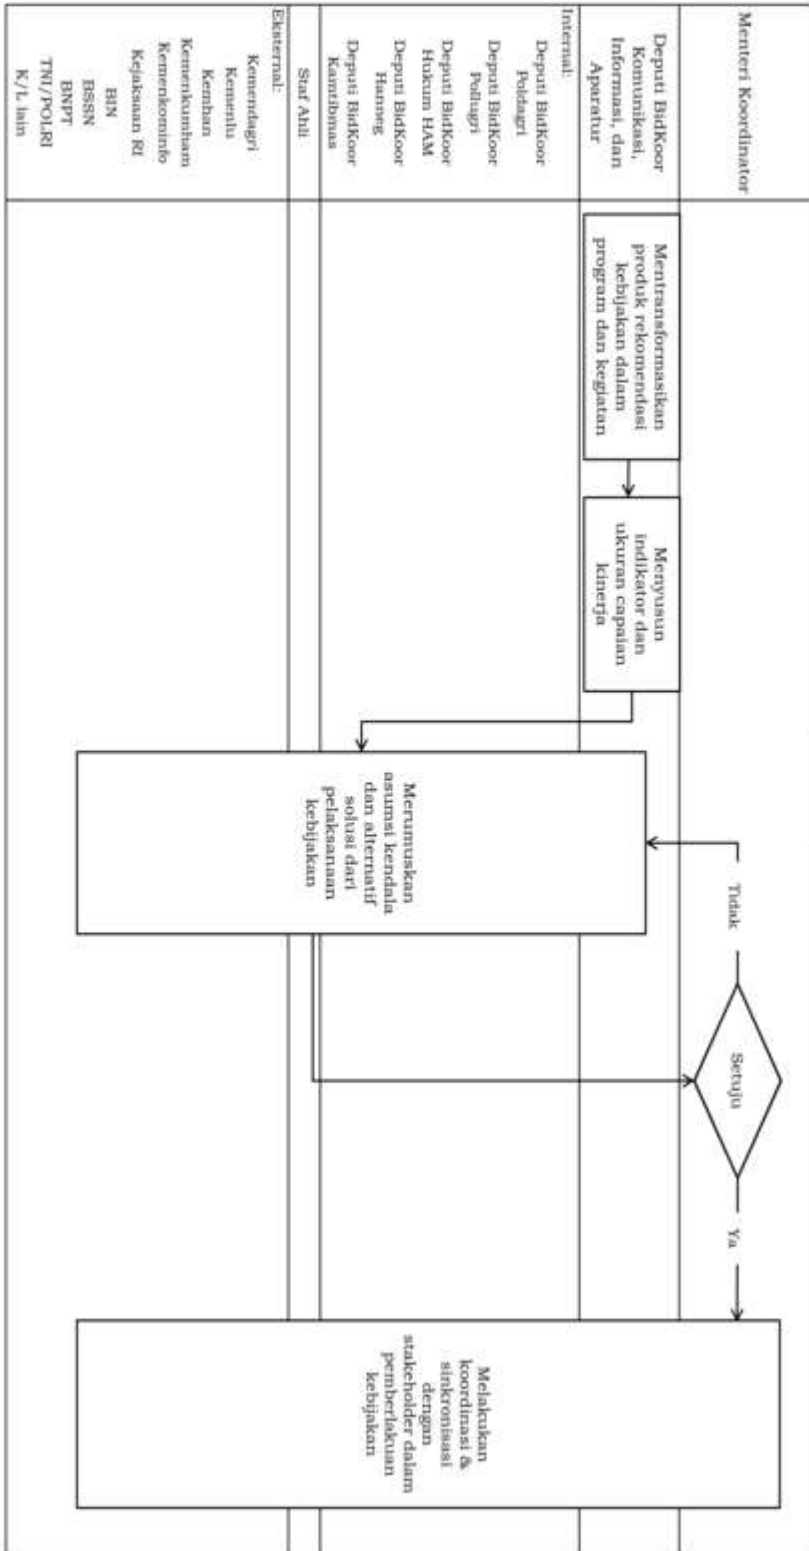 Menteri Koordinator
Deputi BidKoor
Komunikasi,
Informasi, dan
Aparatur
Internal:
Deputi BidKoor
Poldagri
Deputi BidKoor
Pollugri
Deputi BidKoor
Hukum HAM
Deputi BidKoor
Hanneg
Deputi BidKoor
Kamtibmas
Staf Ahli
Eksternal:
Kemendagri
Kemenlu
Kemhan
Kemenkumham
Kemenkominfo
Kejaksaan RI
BIN
BSSN
BNPT
TNI/POLRI
K/L lain
Mentransformasikan
produk rekomendasi
kebijakan dalam
program dan kegiatan
Menyusun
indikator dan
ukuran capaian
kinerja
Merumuskan
asumsi kendala
dan alternatif
solusi dari
pelaksanaan
kebijakan
Tidak
Setuju
Ya
Melakukan
koordinasi &
sinkronisasi
dengan
stakeholder dalam
pemberlakuan
kebijakan